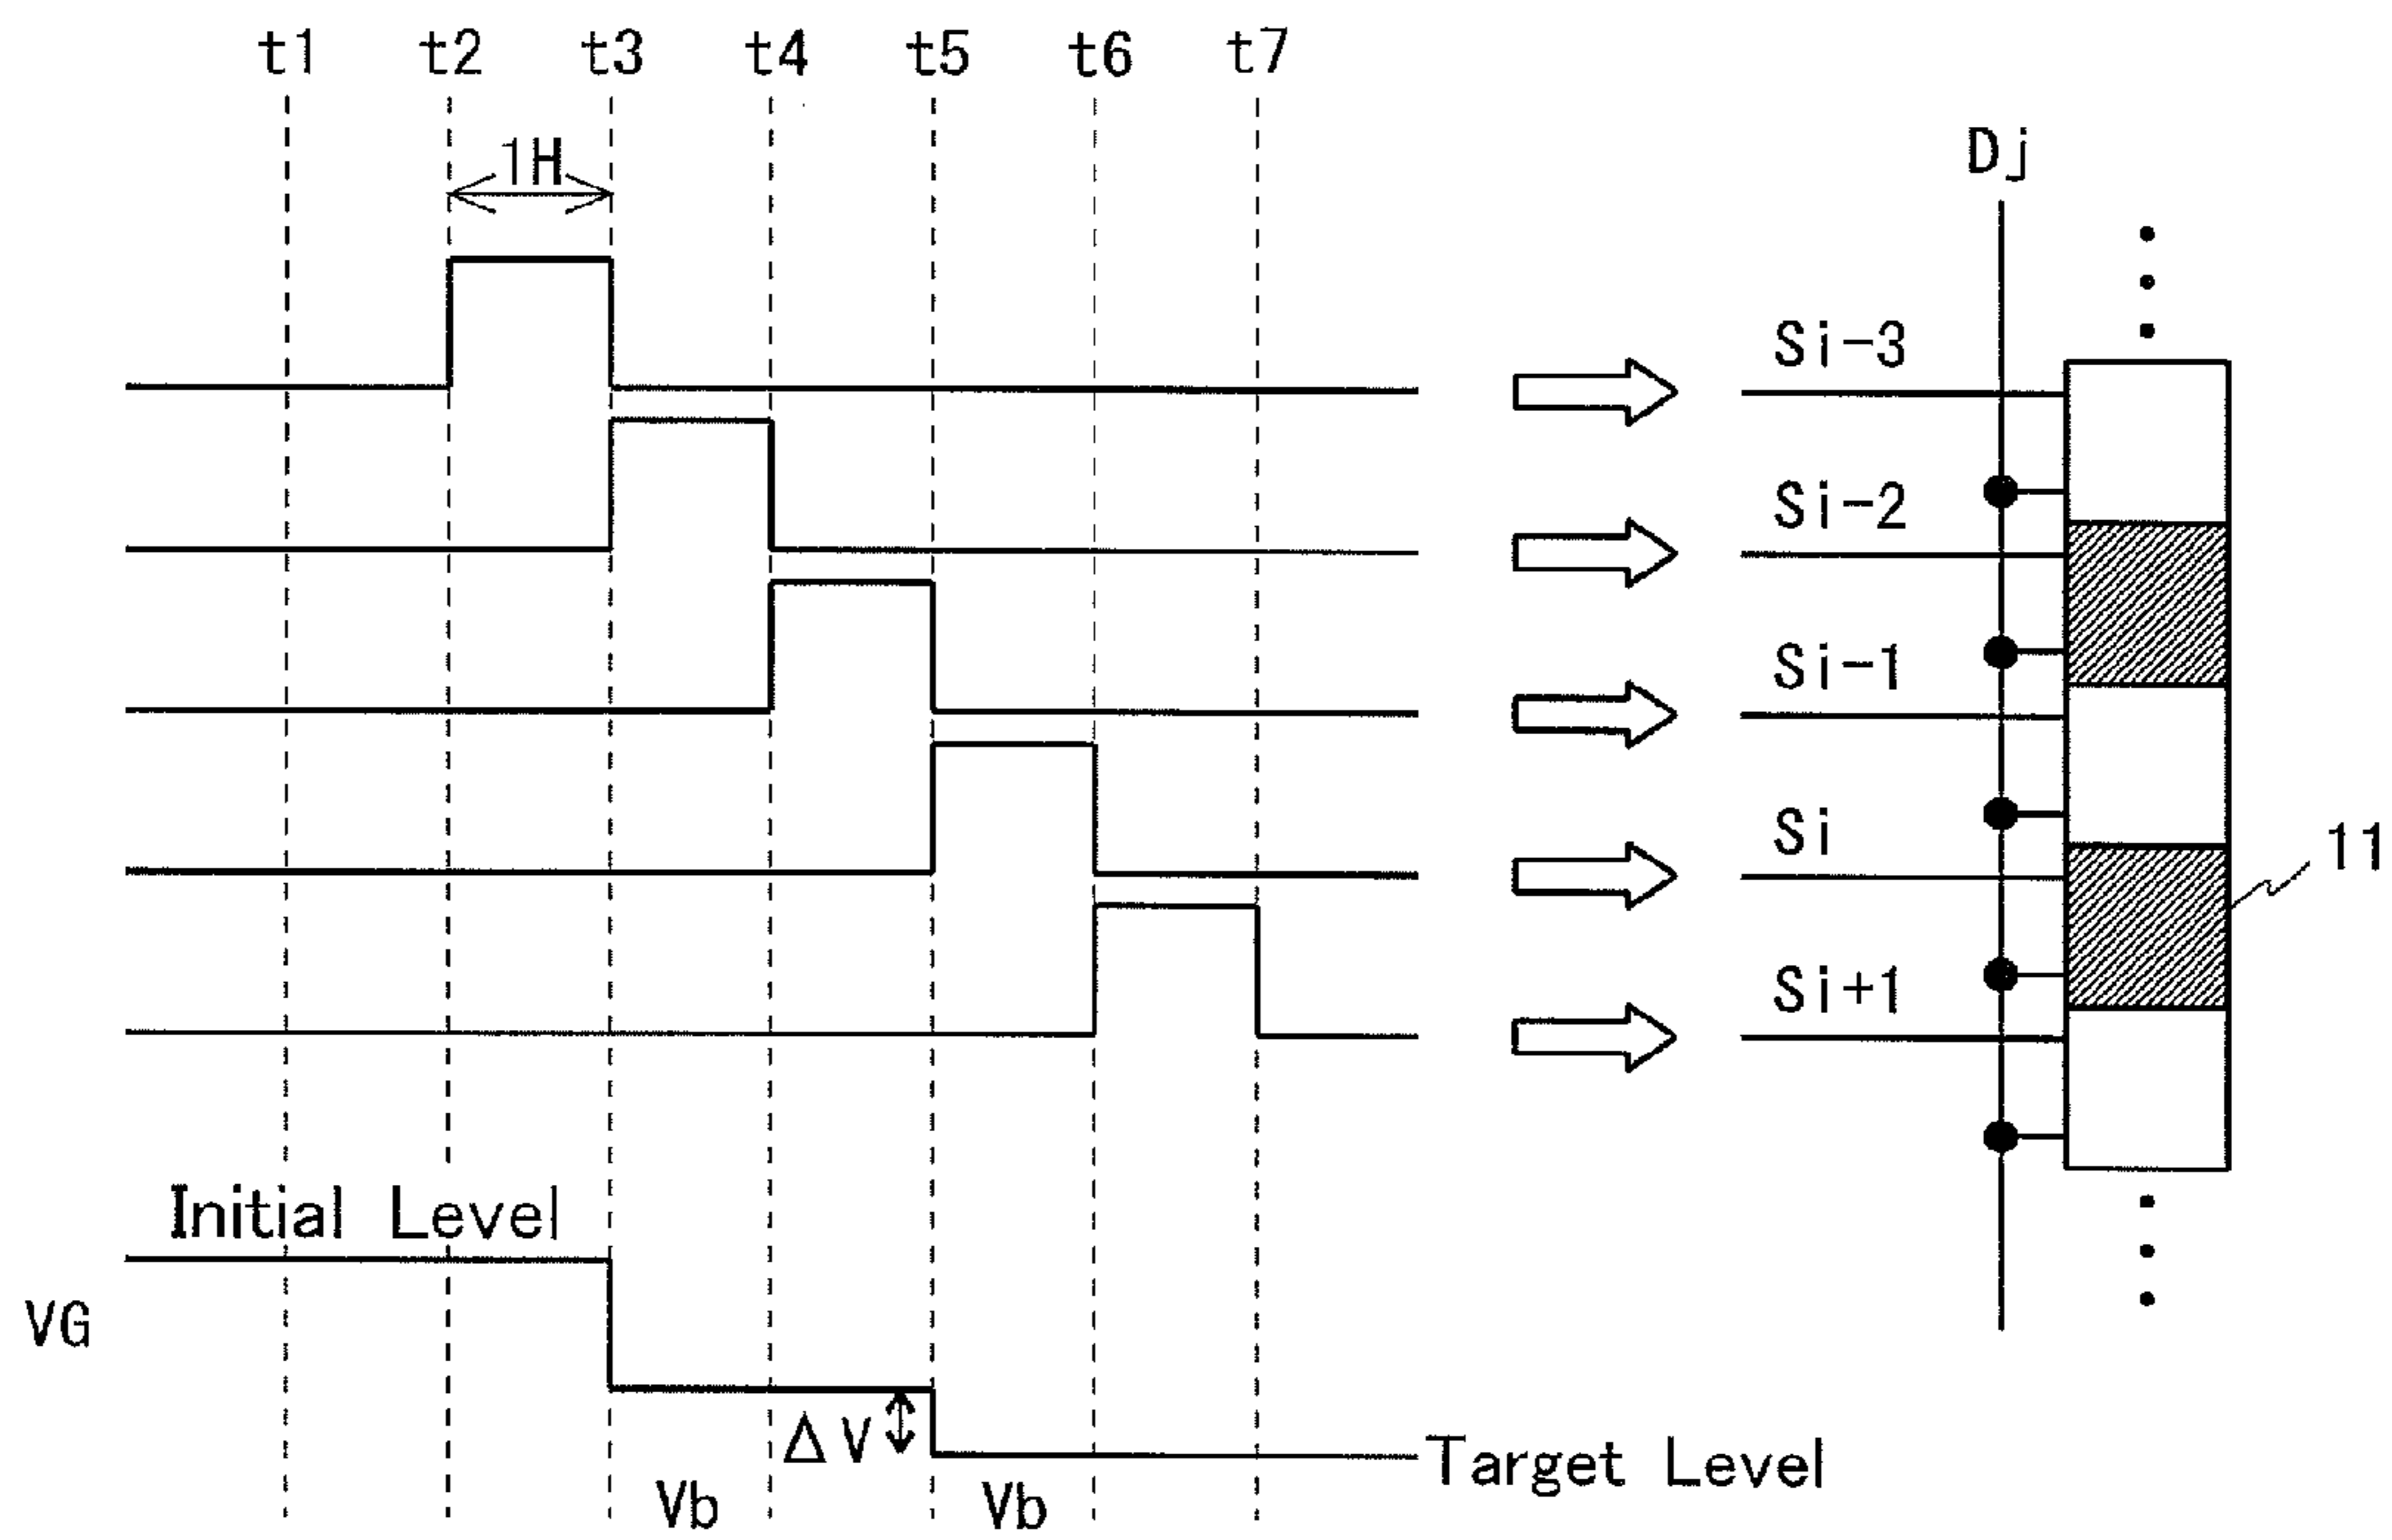 t1 t2 t3 t4 t5 t6 t7
1H
Dj
Si-3
Si-2
Si-1
Si
11
Si+1
Initial Level
VG
ΔV
Target Level
Vb Vb